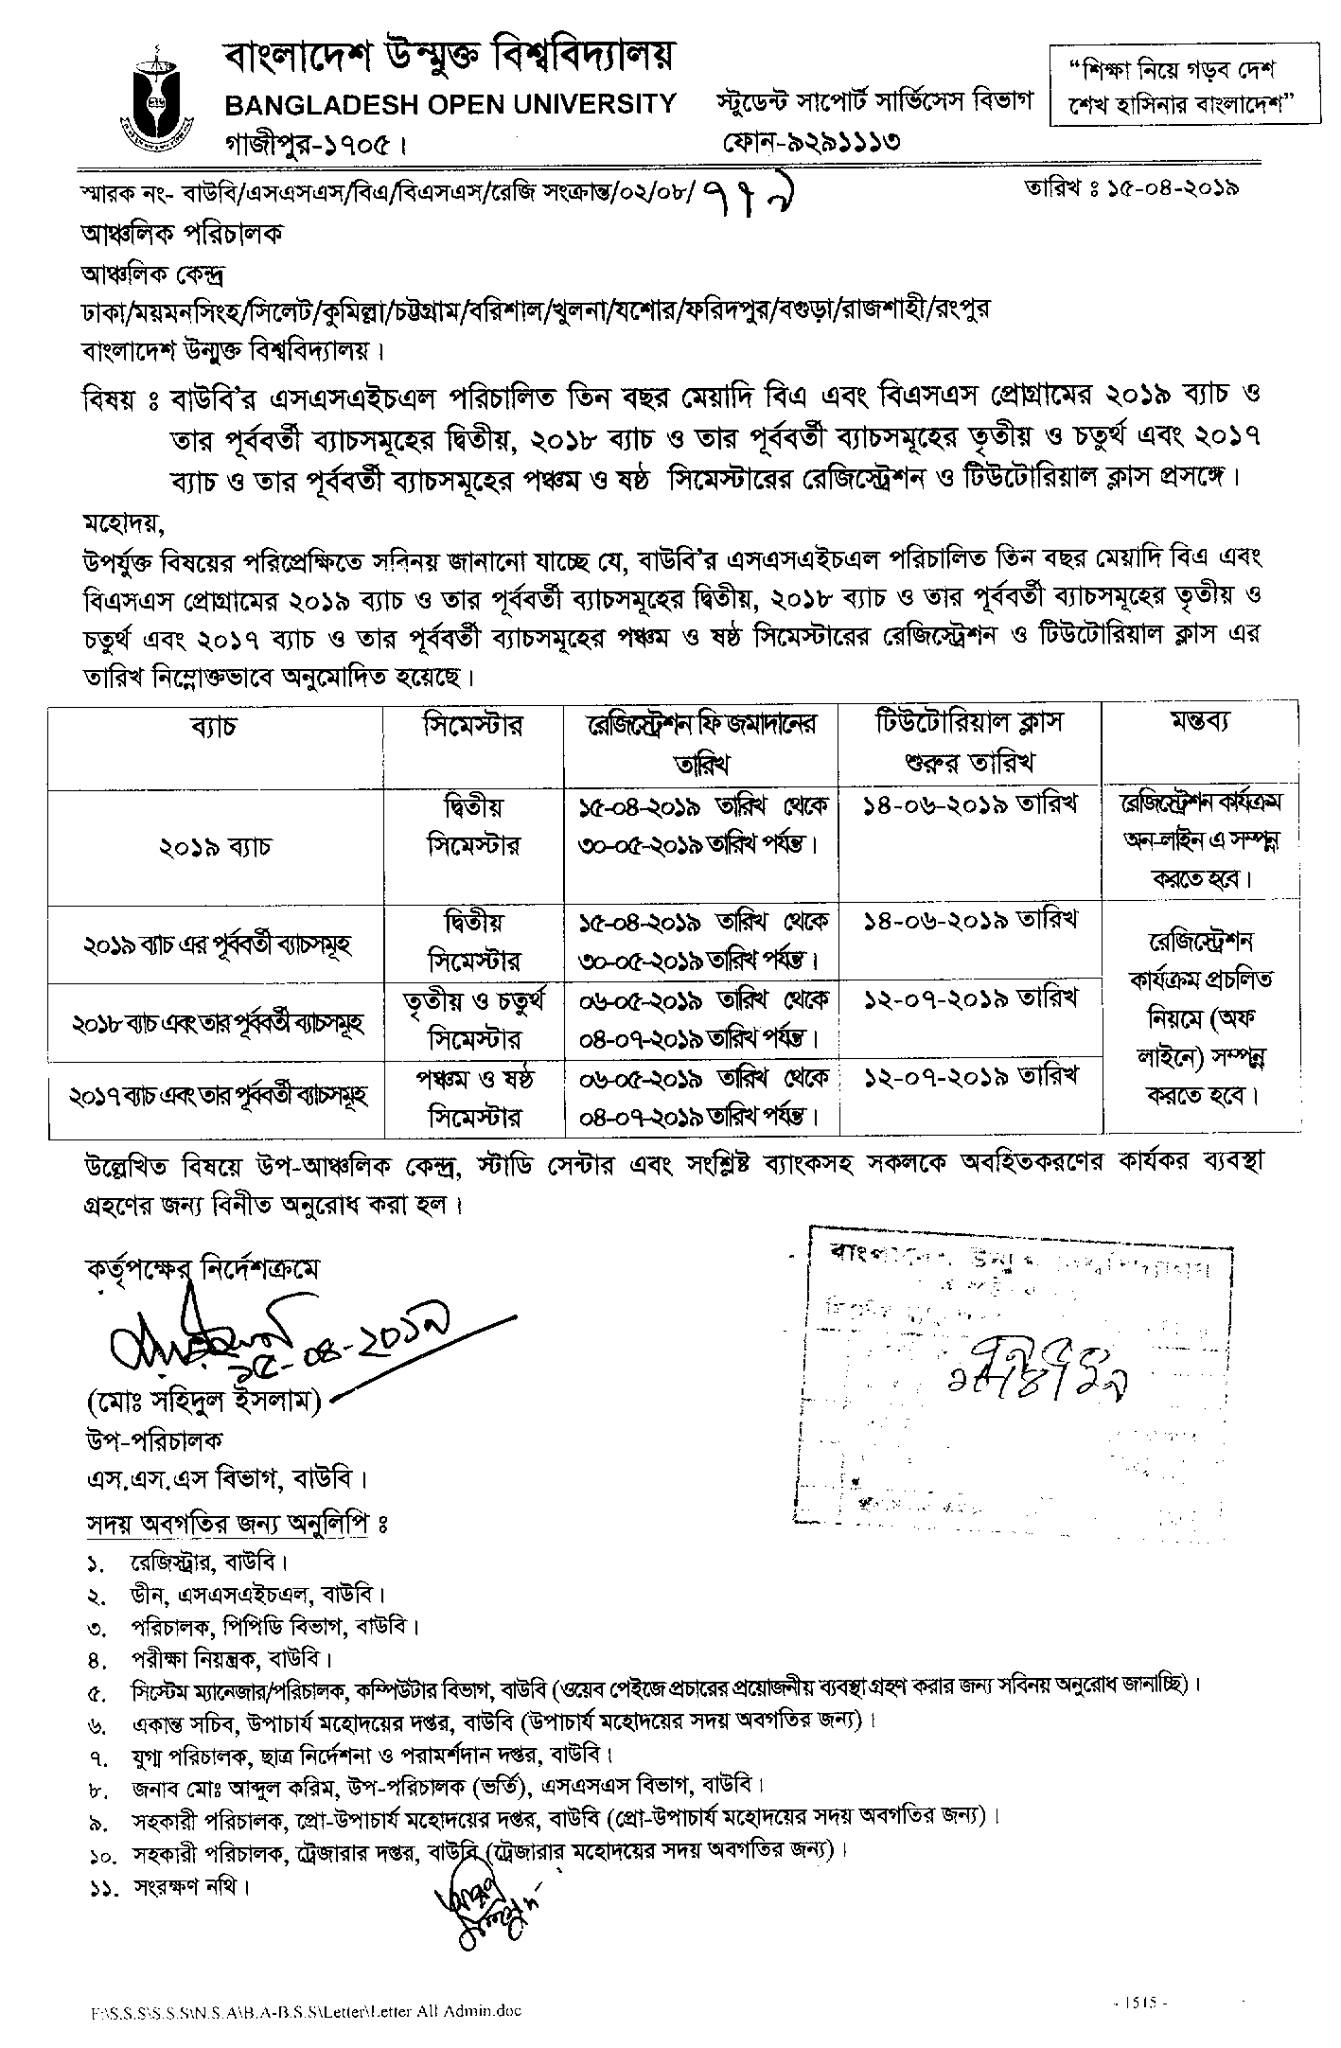 বাংলাদেশ উন্মুক্ত বিশ্ববিদ্যালয়
BANGLADESH OPEN UNIVERSITY
গাজীপুর-১৭০৫।
স্টুডেন্ট সাপোর্ট সার্ভিসেস বিভাগ
ফোন-৯২৯১১১৩
“শিক্ষা নিয়ে গড়ব দেশ
শেখ হাসিনার বাংলাদেশ”
স্মারক নং- বাউবি/এসএসএস/বিএ/বিএসএস/রেজি সংক্রান্ত/০২/০৮/ ৭৭৯
তারিখ ঃ ১৫-০৪-২০১৯
আঞ্চলিক পরিচালক
আঞ্চলিক কেন্দ্র
ঢাকা/ময়মনসিংহ/সিলেট/কুমিল্লা/চট্টগ্রাম/বরিশাল/খুলনা/যশোর/ফরিদপুর/বগুড়া/রাজশাহী/রংপুর
বাংলাদেশ উন্মুক্ত বিশ্ববিদ্যালয়।
বিষয় ঃ বাউবি’র এসএসএইচএল পরিচালিত তিন বছর মেয়াদি বিএ এবং বিএসএস প্রোগ্রামের ২০১৯ ব্যাচ ও
তার পূর্ববর্তী ব্যাচসমূহের দ্বিতীয়, ২০১৮ ব্যাচ ও তার পূর্ববর্তী ব্যাচসমূহের তৃতীয় ও চতুর্থ এবং ২০১৭
ব্যাচ ও তার পূর্ববর্তী ব্যাচসমূহের পঞ্চম ও ষষ্ঠ সিমেস্টারের রেজিস্ট্রেশন ও টিউটোরিয়াল ক্লাস প্রসঙ্গে।
মহোদয়,
উপর্যুক্ত বিষয়ের পরিপ্রেক্ষিতে সবিনয় জানানো যাচ্ছে যে, বাউবি’র এসএসএইচএল পরিচালিত তিন বছর মেয়াদি বিএ এবং
বিএসএস প্রোগ্রামের ২০১৯ ব্যাচ ও তার পূর্ববর্তী ব্যাচসমূহের দ্বিতীয়, ২০১৮ ব্যাচ ও তার পূর্ববর্তী ব্যাচসমূহের তৃতীয় ও
চতুর্থ এবং ২০১৭ ব্যাচ ও তার পূর্ববর্তী ব্যাচসমূহের পঞ্চম ও ষষ্ঠ সিমেস্টারের রেজিস্ট্রেশন ও টিউটোরিয়াল ক্লাস এর
তারিখ নিম্নোক্তভাবে অনুমোদিত হয়েছে।
ব্যাচ সিমেস্টার রেজিস্ট্রেশন ফি জমাদানের তারিখ টিউটোরিয়াল ক্লাস শুরুর তারিখ মন্তব্য
২০১৯ ব্যাচ দ্বিতীয় সিমেস্টার ১৫-০৪-২০১৯ তারিখ থেকে ৩০-০৫-২০১৯ তারিখ পর্যন্ত। ১৪-০৬-২০১৯ তারিখ রেজিস্ট্রেশন কার্যক্রম অন-লাইন এ সম্পন্ন করতে হবে।
২০১৯ ব্যাচ এর পূর্ববর্তী ব্যাচসমূহ দ্বিতীয় সিমেস্টার ১৫-০৪-২০১৯ তারিখ থেকে ৩০-০৫-২০১৯ তারিখ পর্যন্ত। ১৪-০৬-২০১৯ তারিখ রেজিস্ট্রেশন কার্যক্রম প্রচলিত নিয়মে (অফ লাইনে) সম্পন্ন করতে হবে।
২০১৮ ব্যাচ এবং তার পূর্ববর্তী ব্যাচসমূহ তৃতীয় ও চতুর্থ সিমেস্টার ০৬-০৫-২০১৯ তারিখ থেকে ০৪-০৭-২০১৯ তারিখ পর্যন্ত। ১২-০৭-২০১৯ তারিখ
২০১৭ ব্যাচ এবং তার পূর্ববর্তী ব্যাচসমূহ পঞ্চম ও ষষ্ঠ সিমেস্টার ০৬-০৫-২০১৯ তারিখ থেকে ০৪-০৭-২০১৯ তারিখ পর্যন্ত। ১২-০৭-২০১৯ তারিখ
উল্লেখিত বিষয়ে উপ-আঞ্চলিক কেন্দ্র, স্টাডি সেন্টার এবং সংশ্লিষ্ট ব্যাংকসহ সকলকে অবহিতকরণের কার্যকর ব্যবস্থা
গ্রহণের জন্য বিনীত অনুরোধ করা হল।
কর্তৃপক্ষের নির্দেশক্রমে
১৫-০৪-২০১৯
(মোঃ সহিদুল ইসলাম)
উপ-পরিচালক
এস.এস.এস বিভাগ, বাউবি।
সদয় অবগতির জন্য অনুলিপি ঃ
১. রেজিস্ট্রার, বাউবি।
২. ডীন, এসএসএইচএল, বাউবি।
৩. পরিচালক, পিপিডি বিভাগ, বাউবি।
৪. পরীক্ষা নিয়ন্ত্রক, বাউবি।
৫. সিস্টেম ম্যানেজার/পরিচালক, কম্পিউটার বিভাগ, বাউবি (ওয়েব পেইজে প্রচারের প্রয়োজনীয় ব্যবস্থা গ্রহণ করার জন্য সবিনয় অনুরোধ জানাচ্ছি)।
৬. একান্ত সচিব, উপাচার্য মহোদয়ের দপ্তর, বাউবি (উপাচার্য মহোদয়ের সদয় অবগতির জন্য)।
৭. যুগ্ম পরিচালক, ছাত্র নির্দেশনা ও পরামর্শদান দপ্তর, বাউবি।
৮. জনাব মোঃ আব্দুল করিম, উপ-পরিচালক (ভর্তি), এসএসএস বিভাগ, বাউবি।
৯. সহকারী পরিচালক, প্রো-উপাচার্য মহোদয়ের দপ্তর, বাউবি (প্রো-উপাচার্য মহোদয়ের সদয় অবগতির জন্য)।
১০. সহকারী পরিচালক, ট্রেজারার দপ্তর, বাউবি (ট্রেজারার মহোদয়ের সদয় অবগতির জন্য)।
১১. সংরক্ষণ নথি।
F:\S.S.S\S.S.S\N.S.A\B.A-B.S.S\Letter\Letter All Admin.doc
- 1515 -